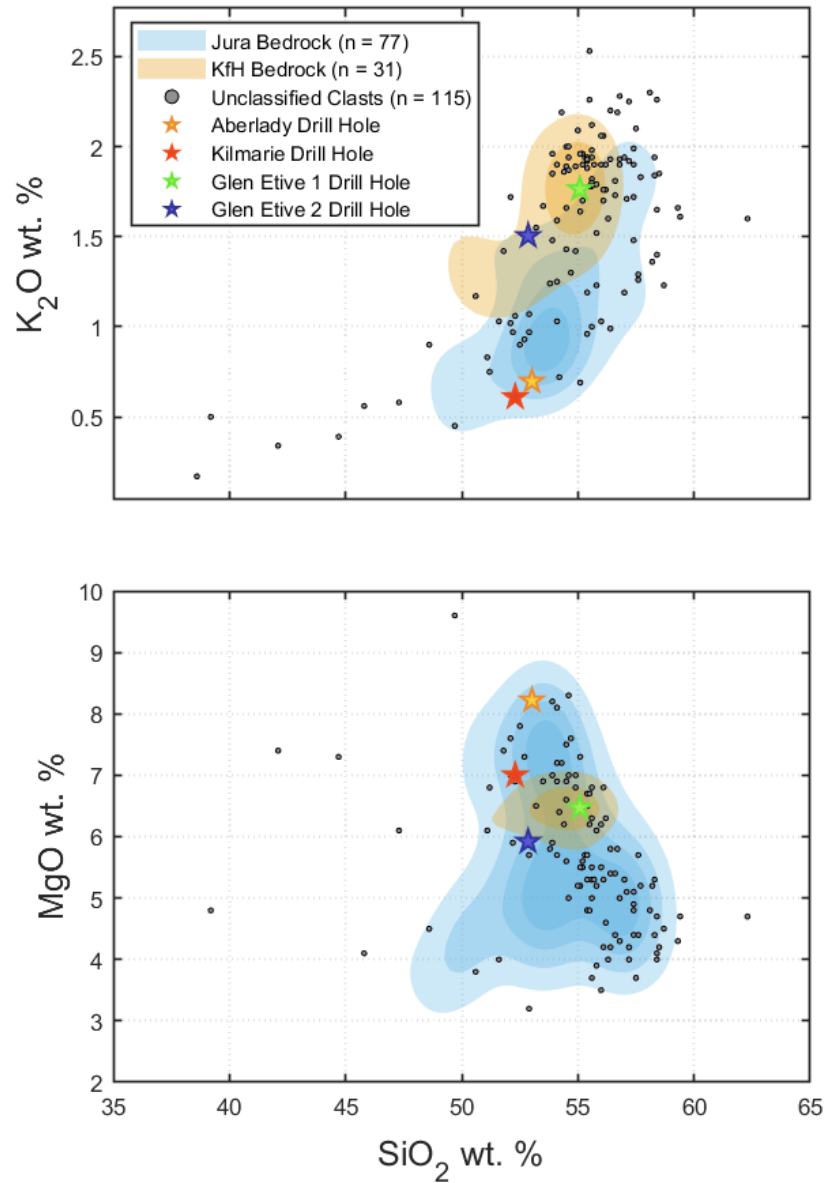 Jura Bedrock (n = 77)
KfH Bedrock (n = 31)
Unclassified Clasts (n = 115)
Aberlady Drill Hole
Kilmarie Drill Hole
Glen Etive 1 Drill Hole
Glen Etive 2 Drill Hole
K₂O wt. %
2.5
2
1.5
1
0.5
MgO wt. %
10
9
8
7
6
5
4
3
2
35 40 45 50 55 60 65
SiO₂ wt. %